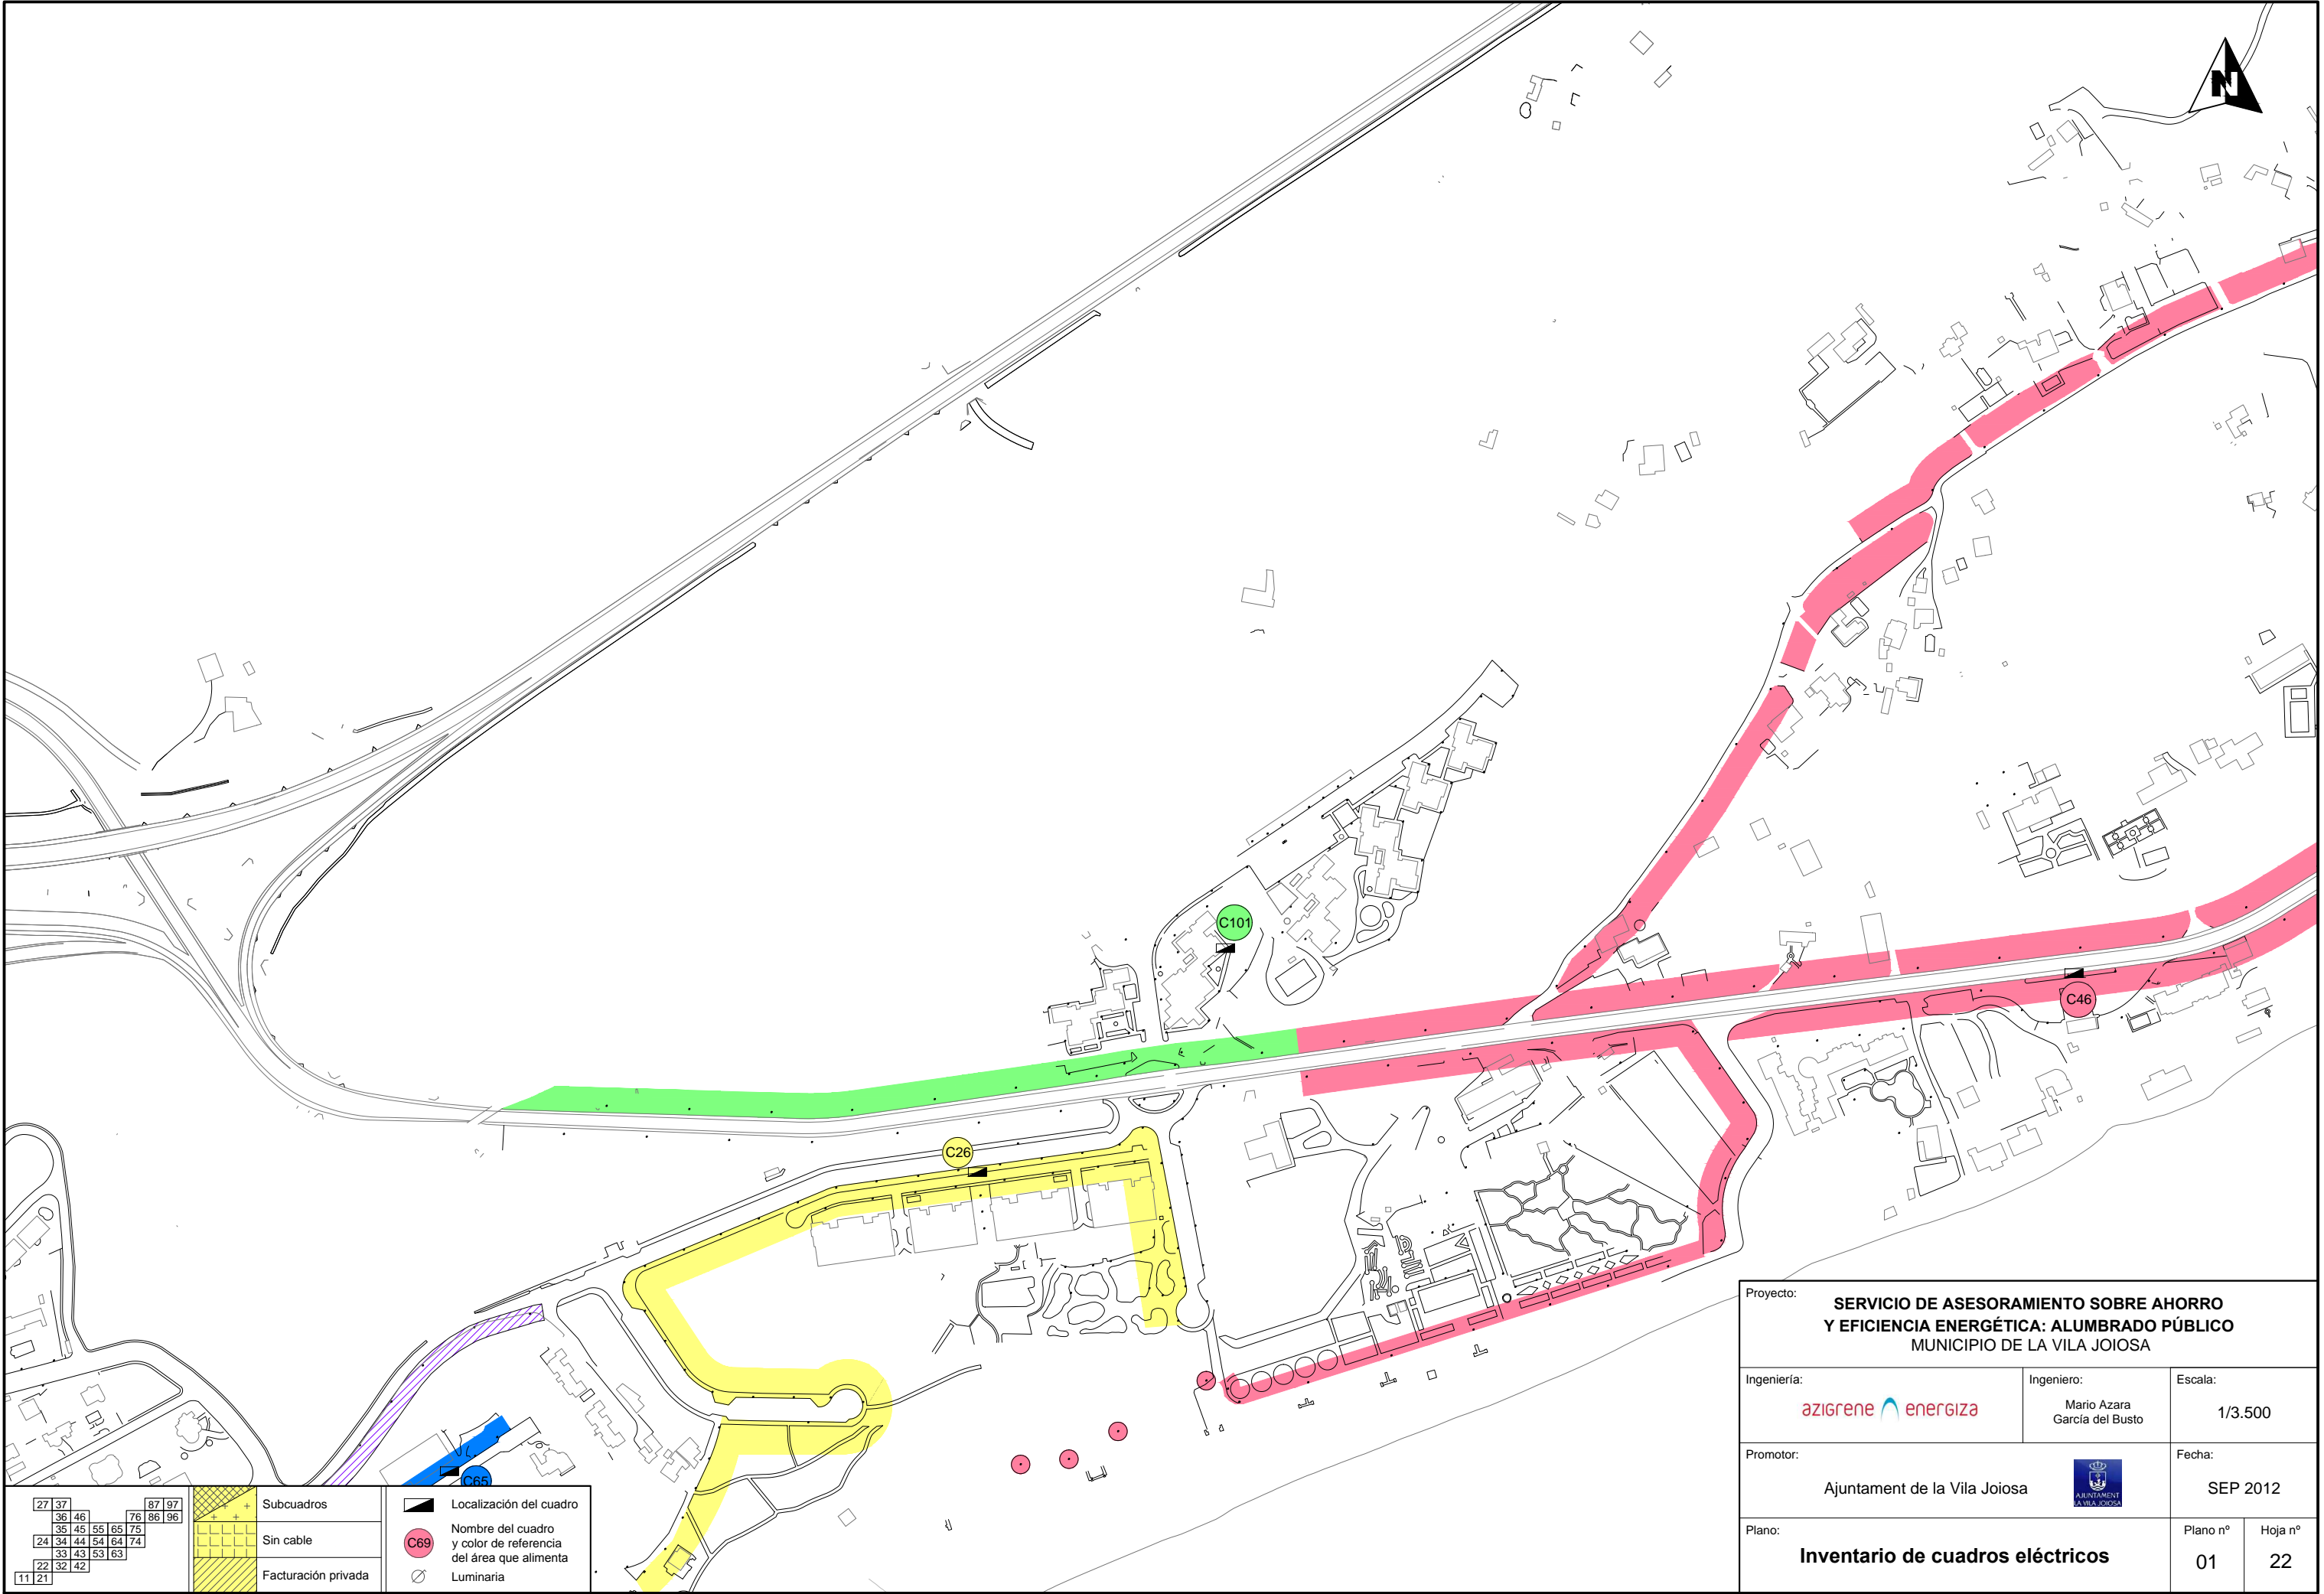 N
C101
C46
C26
C65
27 37 87 97
36 46 76 86 96
35 45 55 65 75
24 34 44 54 64 74
33 43 53 63
22 32 42
11 21
Subcuadros
Sin cable
Facturación privada
Localización del cuadro
C69
Nombre del cuadro
y color de referencia
del área que alimenta
Luminaria
Proyecto:
SERVICIO DE ASESORAMIENTO SOBRE AHORRO
Y EFICIENCIA ENERGÉTICA: ALUMBRADO PÚBLICO
MUNICIPIO DE LA VILA JOIOSA
Ingeniería:
azigrene energiza
Ingeniero:
Mario Azara
García del Busto
Escala:
1/3.500
Promotor:
Ajuntament de la Vila Joiosa
AJUNTAMENT
LA VILA JOIOSA
Fecha:
SEP 2012
Plano:
Inventario de cuadros eléctricos
Plano nº
01
Hoja nº
22